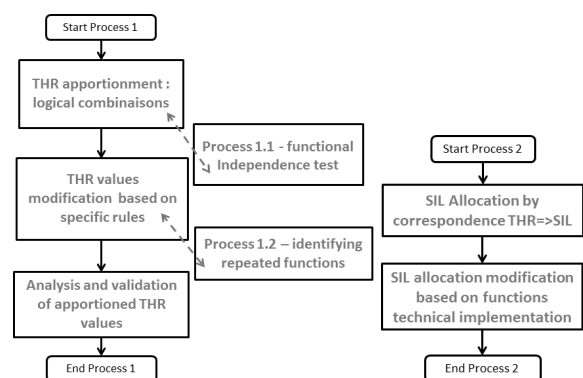 Start Process 1
THR apportionment :
logical combinaisons
Process 1.1 - functional
Independence test
THR values
modification based on
specific rules
Process 1.2 – identifying
repeated functions
Analysis and validation
of apportioned THR
values
End Process 1
Start Process 2
SIL Allocation by
correspondence THR=>SIL
SIL allocation modification
based on functions
technical implementation
End Process 2